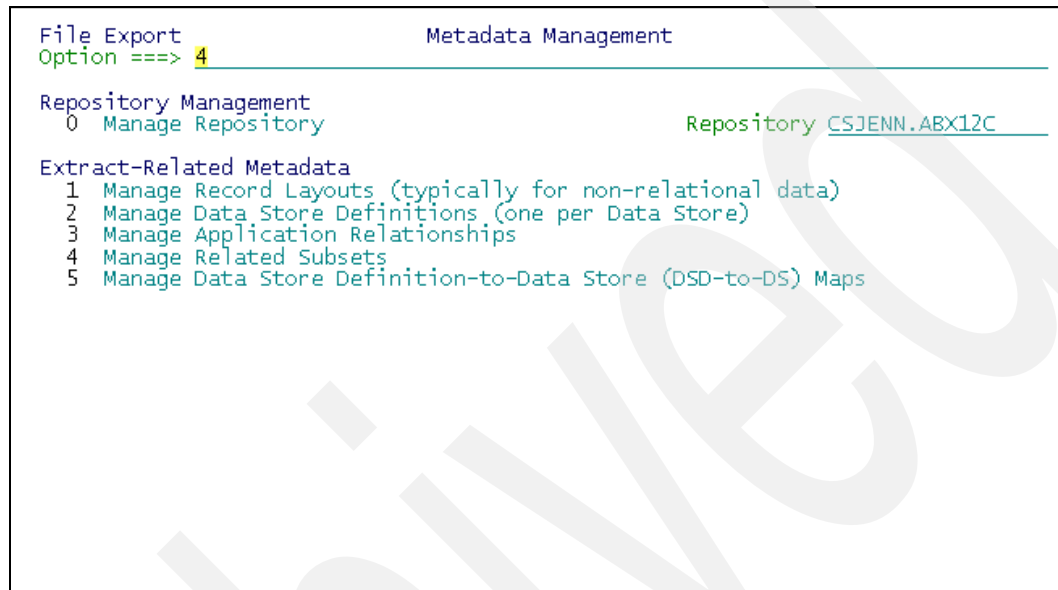 File Export Metadata Management
Option ===> 4
Repository Management
0 Manage Repository Repository CSJENN.ABX12C
Extract-Related Metadata
1 Manage Record Layouts (typically for non-relational data)
2 Manage Data Store Definitions (one per Data Store)
3 Manage Application Relationships
4 Manage Related Subsets
5 Manage Data Store Definition-to-Data Store (DSD-to-DS) Maps